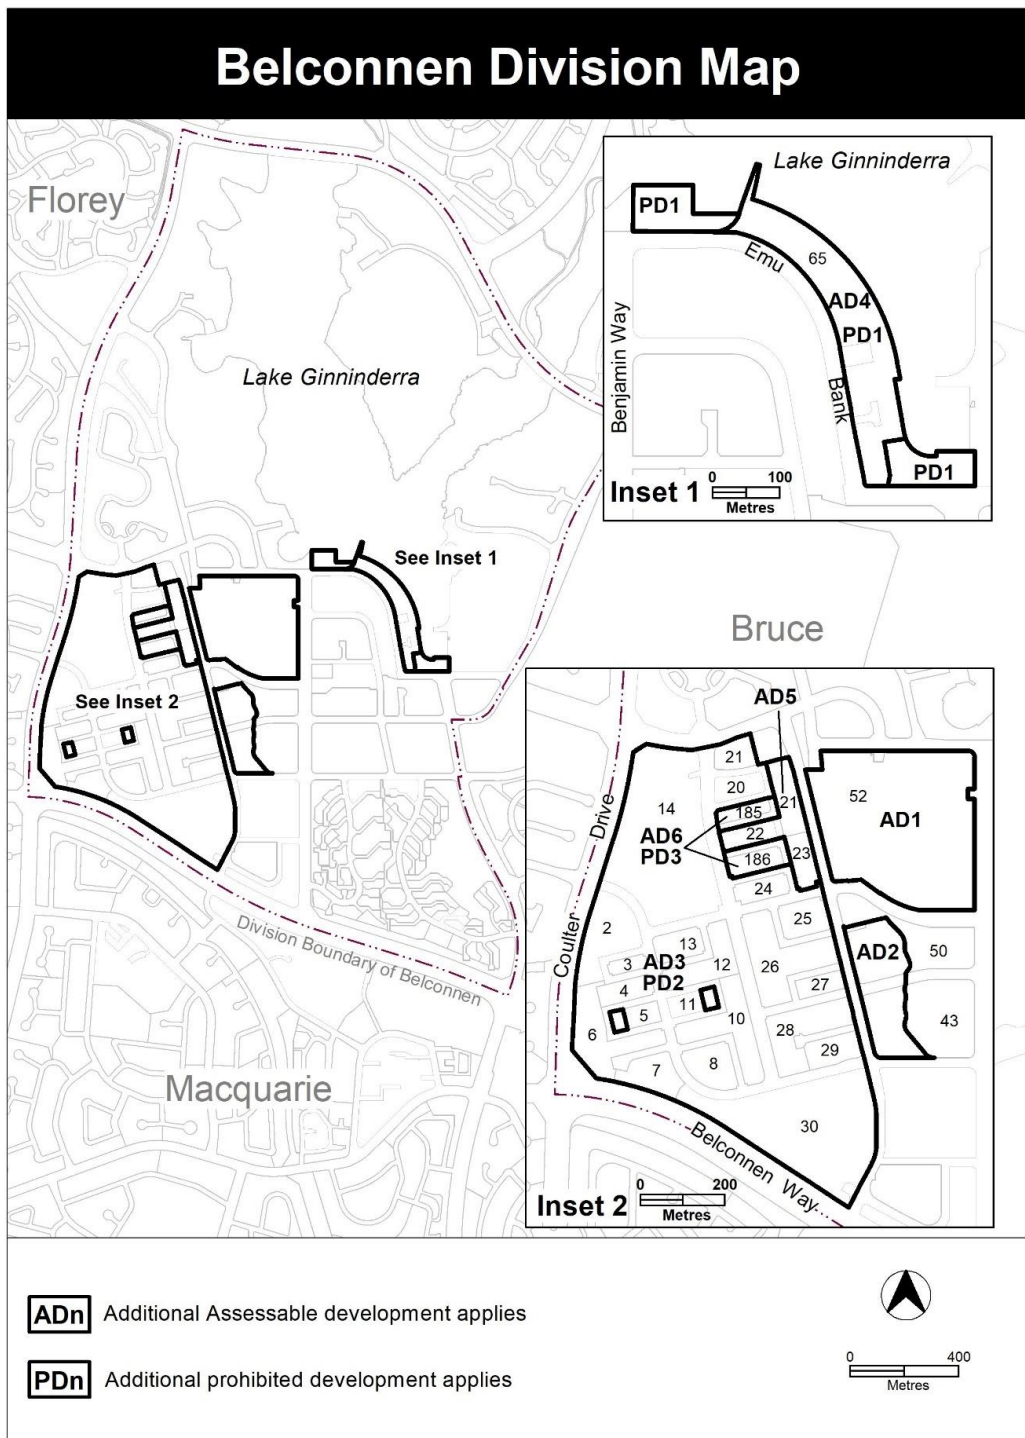 Belconnen Division Map
Florey
Lake Ginninderra
See Inset 1
See Inset 2
Bruce
Division Boundary of Belconnen
Macquarie
Lake Ginninderra
PD1
Emu
65
AD4
PD1
Benjamin Way
Bank
PD1
Inset 1
0 100
Metres
AD5
21
20
21
52
14
185
AD1
AD6
22
PD3
186
23
24
Coulter Drive
25
2
13
AD2
50
3
AD3
12
26
PD2
27
4
11
5
10
43
6
28
29
7
8
30
Belconnen Way
Inset 2
0 200
Metres
ADn Additional Assessable development applies
PDn Additional prohibited development applies
0 400
Metres